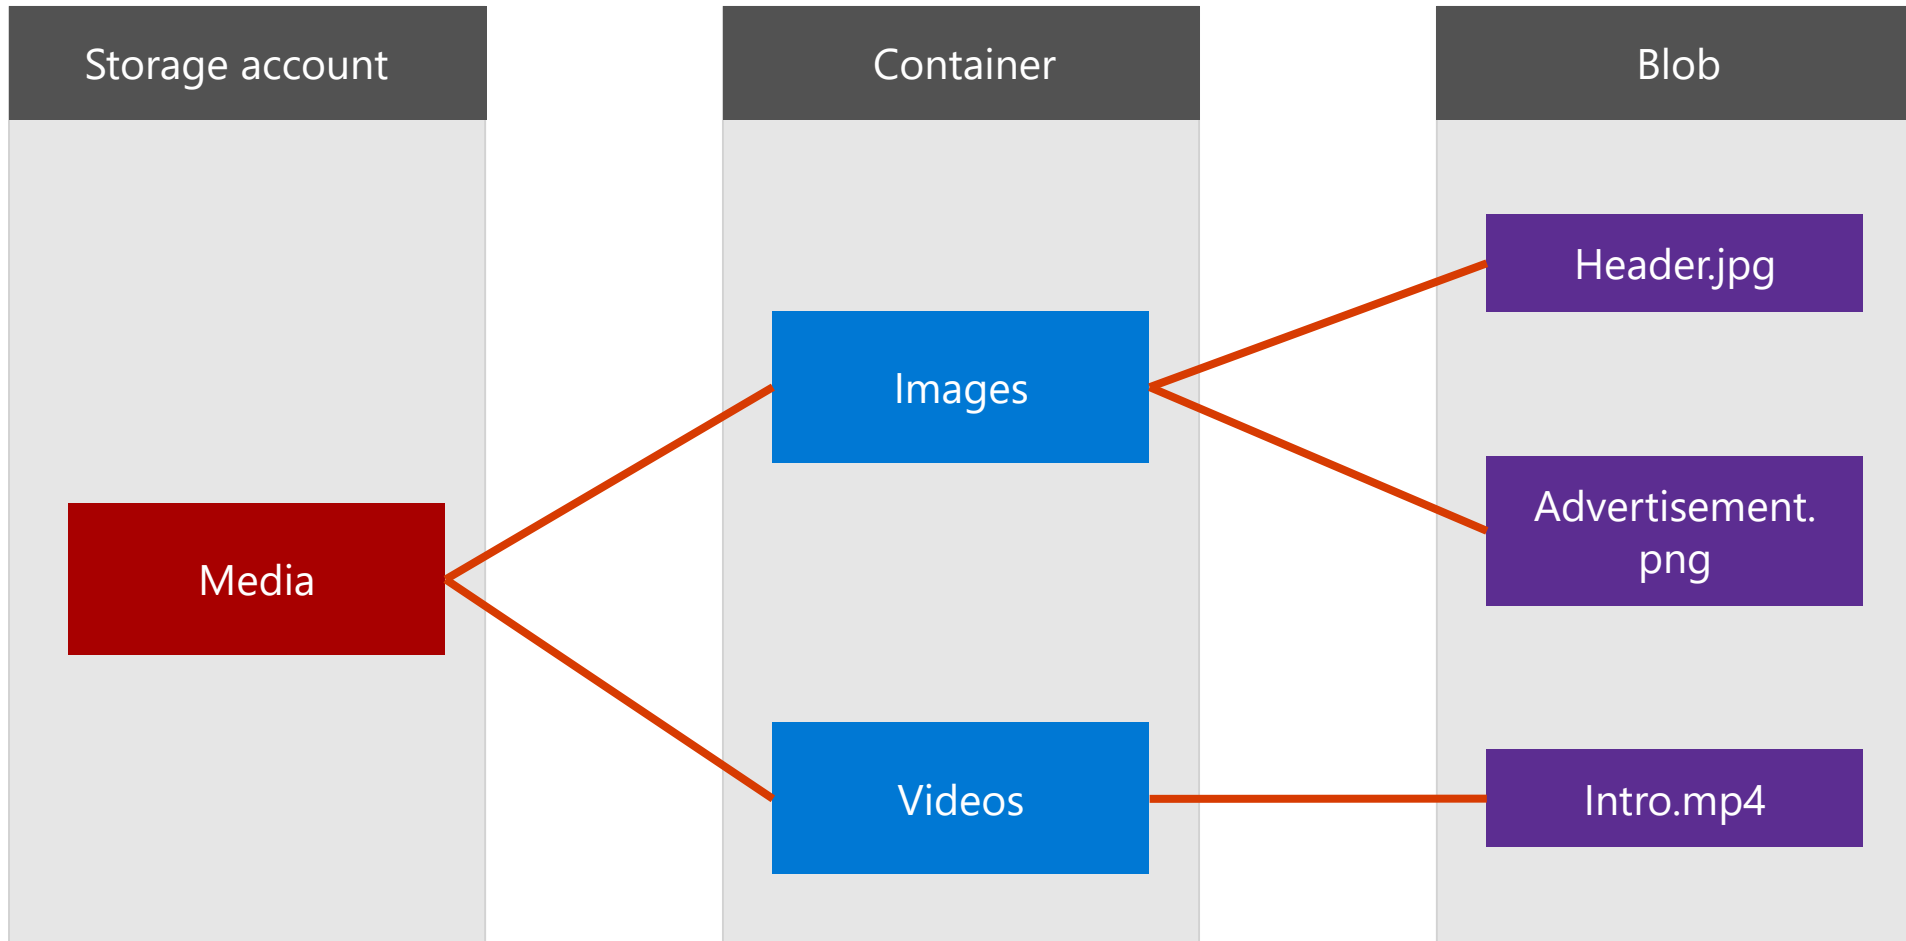 Storage account
Container
Blob
Media
Images
Videos
Header.jpg
Advertisement.
png
Intro.mp4